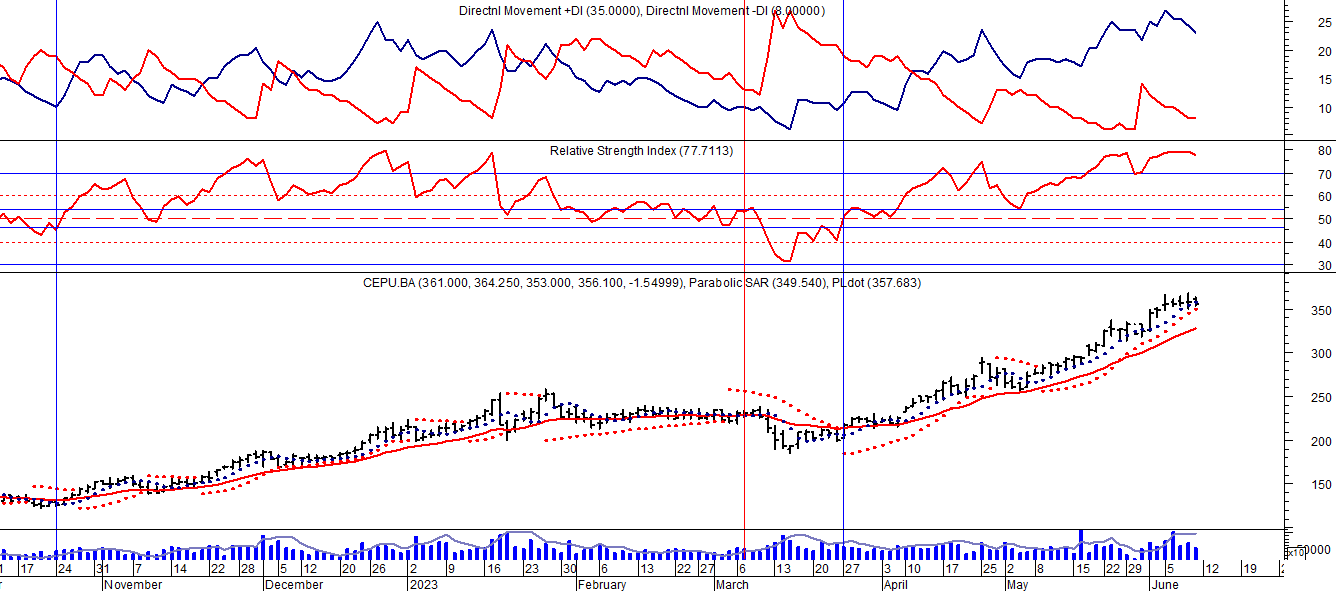 Directnl Movement +DI (35.0000), Directnl Movement -DI (8.00000)
25
20
15
10
Relative Strength Index (77.7113)
80
70
60
50
40
30
CEPU.BA (361.000, 364.250, 353.000, 356.100, -1.54999), Parabolic SAR (349.540), PLdot (357.683)
350
300
250
200
150
50000
x10
17 24 31 7 14 22 28 5 12 20 26 2 9 16 23 30 6 13 22 27 6 13 20 27 3 10 17 25 2 8 15 22 29 5 12 19
November December 2023 February March April May June